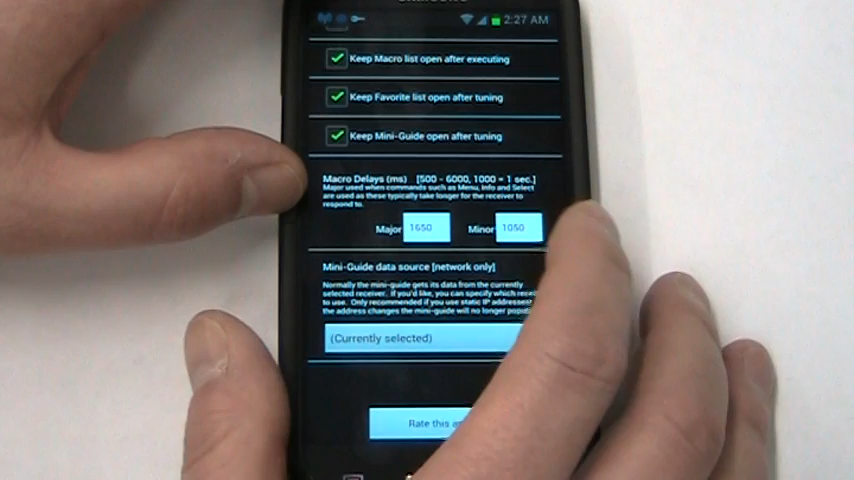 SAMSUNG
2:27 AM
Keep Macro list open after executing
Keep Favorite list open after tuning
Keep Mini-Guide open after tuning
Macro Delays (ms) [500 - 6000, 1000 = 1 sec.]
Major used when commands such as Menu, Info and Select
are used as these typically take longer for the receiver to
respond to.
Major 1650 Minor 1050
Mini-Guide data source [network only]
Normally the mini-guide gets its data from the currently
selected receiver. If you'd like, you can specify which
to use. Only recommended if you use static IP addresses
the address changes the mini-guide will no longer
(Currently selected)
Rate this